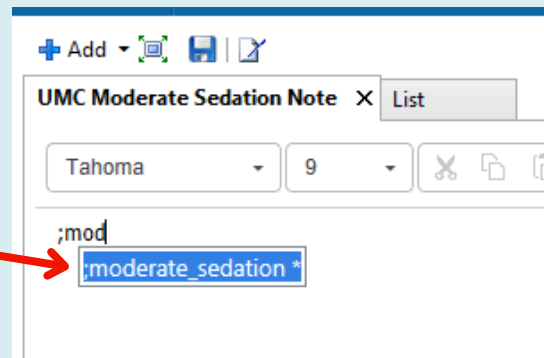 Add
UMC Moderate Sedation Note X List
Tahoma 9
;mod
;moderate_sedation *